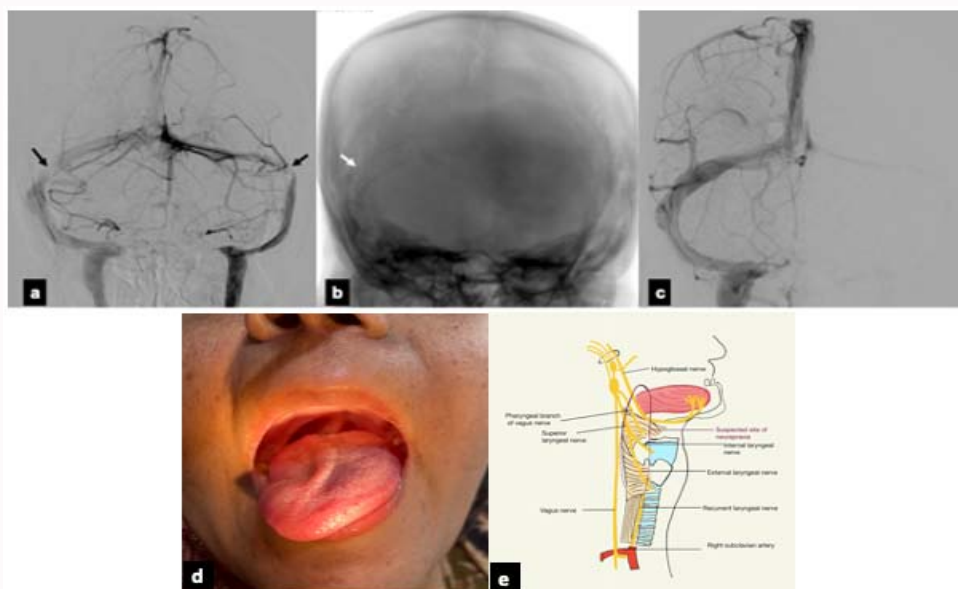 a
b
c
d
e
Hypoglossal nerve
Pharyngeal branch
of vagus nerve
Superior
laryngeal nerve
Suspected site of
neuropraxia
Internal laryngeal
nerve
External laryngeal nerve
Vagus nerve
Recurrent laryngeal nerve
Right subclavian artery